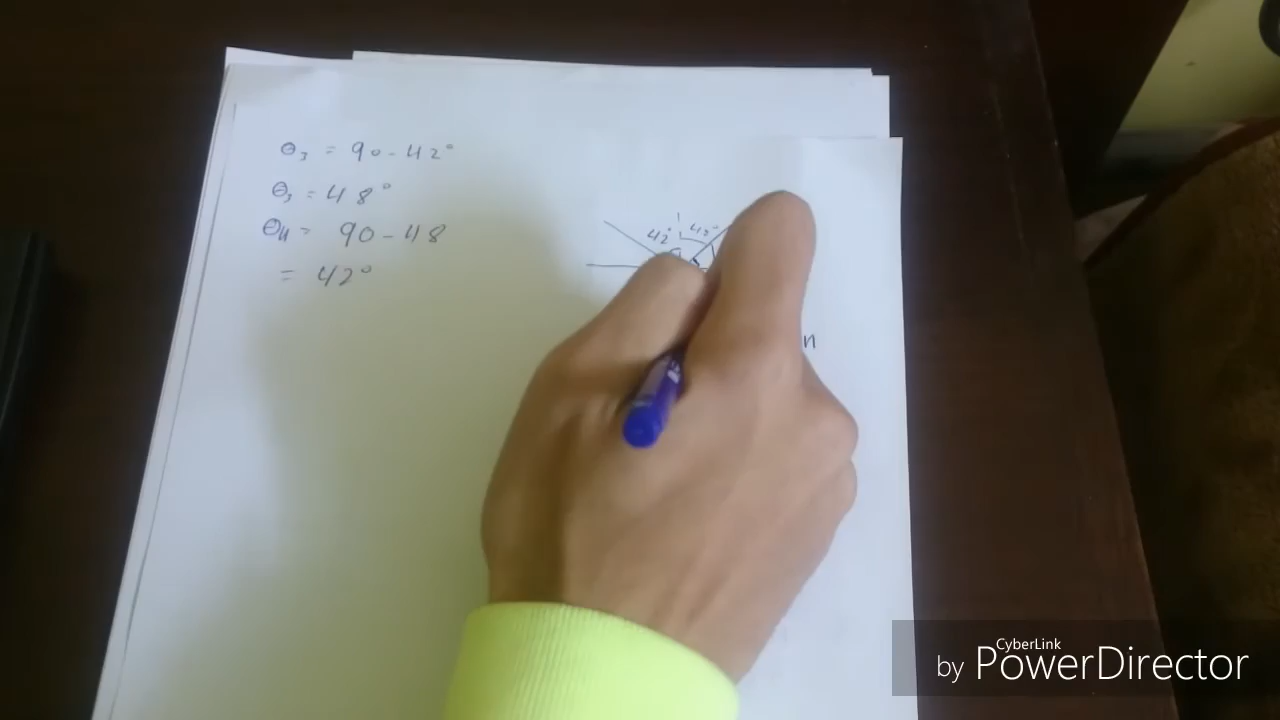 θ₃ = 90 - 42°
θ₃ = 48°
θ₄ = 90 - 48
= 42°
42°
n
CyberLink
by PowerDirector